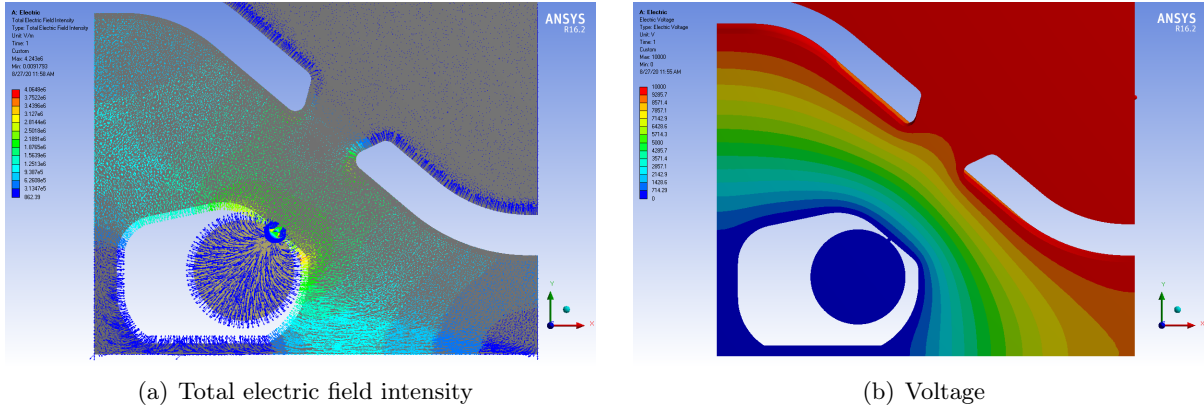 A: Electric
Total Electric Field Intensity
Type: Total Electric Field Intensity
Unit: V/m
Time: 1
Custom
Max: 4.243e6
Min: 0.0091793
8/27/20 11:58 AM
4.0648e6
3.7522e6
3.4396e6
3.127e6
2.8144e6
2.5018e6
2.1891e6
1.8765e6
1.5639e6
1.2513e6
9.387e5
6.2608e5
3.1347e5
862.39
ANSYS
R16.2
Y
X
(a) Total electric field intensity
A: Electric
Electric Voltage
Type: Electric Voltage
Unit: V
Time: 1
Custom
Max: 10000
Min: 0
8/27/20 11:55 AM
10000
9285.7
8571.4
7857.1
7142.9
6428.6
5714.3
5000
4285.7
3571.4
2857.1
2142.9
1428.6
714.29
0
ANSYS
R16.2
Y
X
(b) Voltage